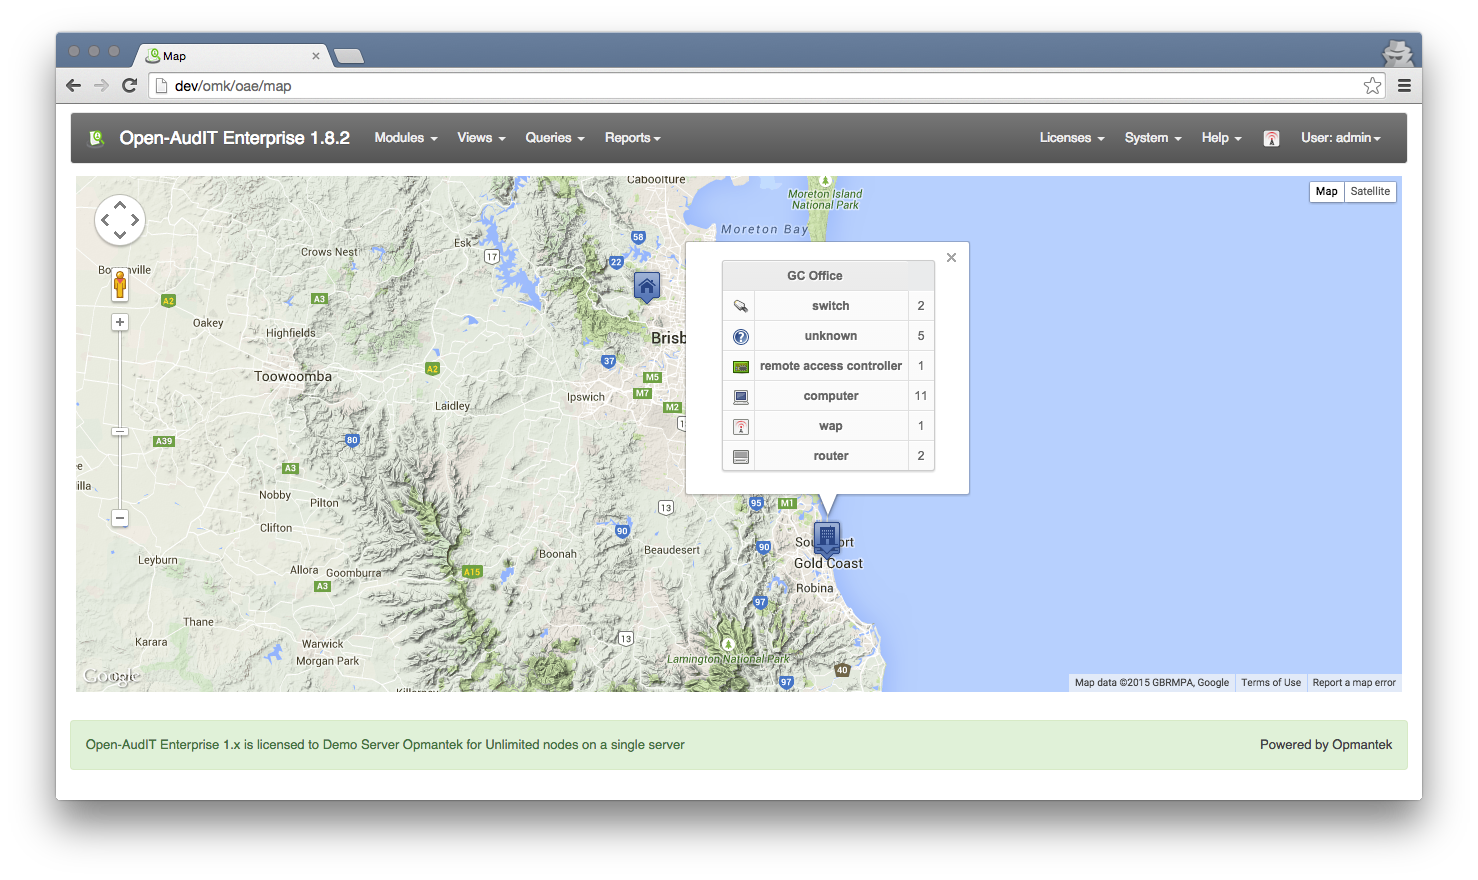 Map
dev/omk/oae/map
Open-AudIT Enterprise 1.8.2 Modules Views Queries Reports Licenses System Help User: admin
Map Satellite
Caboolture
Moreton Island
National Park
Moreton Bay
Esk
58
17
Crows Nest
22
A2
A3
Oakey
Highfields
Brisb
37
A2
Toowoomba
M5
M7
Ipswich
M2
Laidley
A39
80
A3
Nobby
Pilton
Clifton
13
95
M1
90
Leyburn
Boonah
Beaudesert
90
Gold Coast
Allora
Goomburra
A15
A3
Robina
97
Thane
Karara
Warwick
13
Morgan Park
Lamington National Park
40
97
Google
GC Office
switch 2
unknown 5
remote access controller 1
computer 11
wap 1
router 2
Map data ©2015 GBRMPA, Google Terms of Use Report a map error
Open-AudIT Enterprise 1.x is licensed to Demo Server Opmantek for Unlimited nodes on a single server
Powered by Opmantek